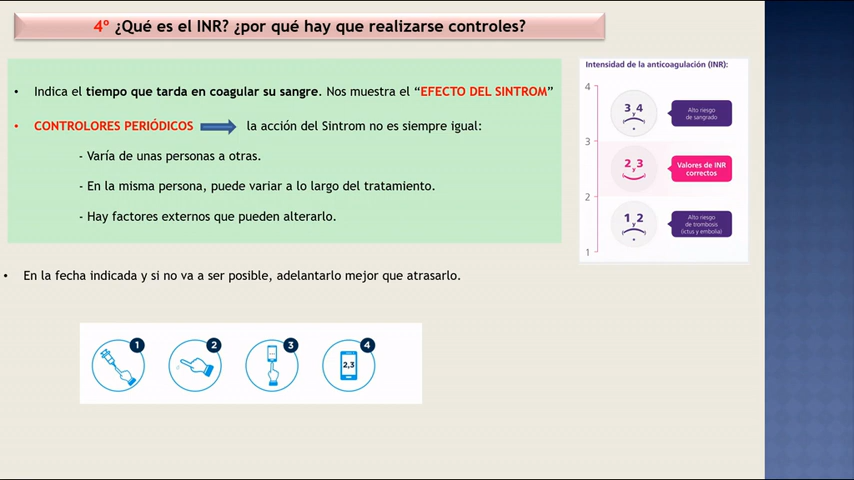 4º ¿Qué es el INR? ¿por qué hay que realizarse controles?
• Indica el tiempo que tarda en coagular su sangre. Nos muestra el “EFECTO DEL SINTROM”
• CONTROLORES PERIÓDICOS la acción del Sintrom no es siempre igual:
- Varía de unas personas a otras.
- En la misma persona, puede variar a lo largo del tratamiento.
- Hay factores externos que pueden alterarlo.
• En la fecha indicada y si no va a ser posible, adelantarlo mejor que atrasarlo.
Intensidad de la anticoagulación (INR):
4
3 y 4
Alto riesgo
de sangrado
3
2 y 3
Valores de INR
correctos
2
1 y 2
Alto riesgo
de trombosis
(ictus y embolia)
1
1 2 3 4
2,3